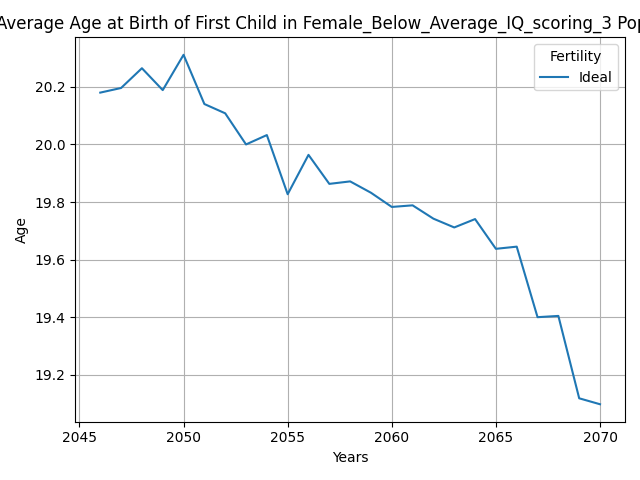 Average Age at Birth of First Child in Female_Below_Average_IQ_scoring_3 Pop
Fertility
Ideal
20.2
20.0
19.8
19.6
19.4
19.2
Age
2045 2050 2055 2060 2065 2070
Years